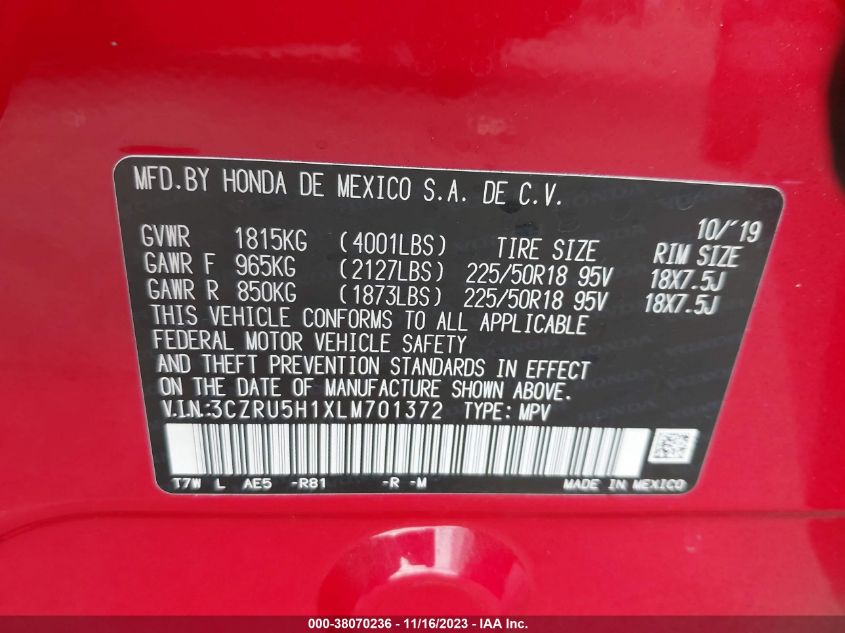 MFD.BY HONDA DE MEXICO S.A. DE C.V.
10/'19
GVWR 1815KG (4001LBS) TIRE SIZE RIM SIZE
GAWR F 965KG (2127LBS) 225/50R18 95V 18X7.5J
GAWR R 850KG (1873LBS) 225/50R18 95V 18X7.5J
THIS VEHICLE CONFORMS TO ALL APPLICABLE
FEDERAL MOTOR VEHICLE SAFETY
AND THEFT PREVENTION STANDARDS IN EFFECT
ON THE DATE OF MANUFACTURE SHOWN ABOVE.
V.I.N.:3CZRU5H1XLM701372 TYPE: MPV
T7W L AE5 -R81 -R -M MADE IN MEXICO
000-38070236 - 11/16/2023 - IAA Inc.